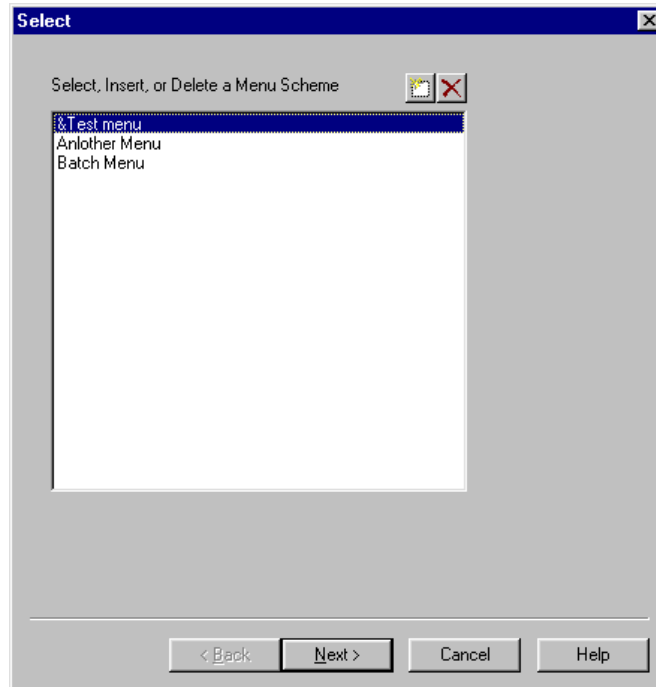 Select
Select, Insert, or Delete a Menu Scheme
&Test menu
Anlother Menu
Batch Menu
< Back
Next >
Cancel
Help